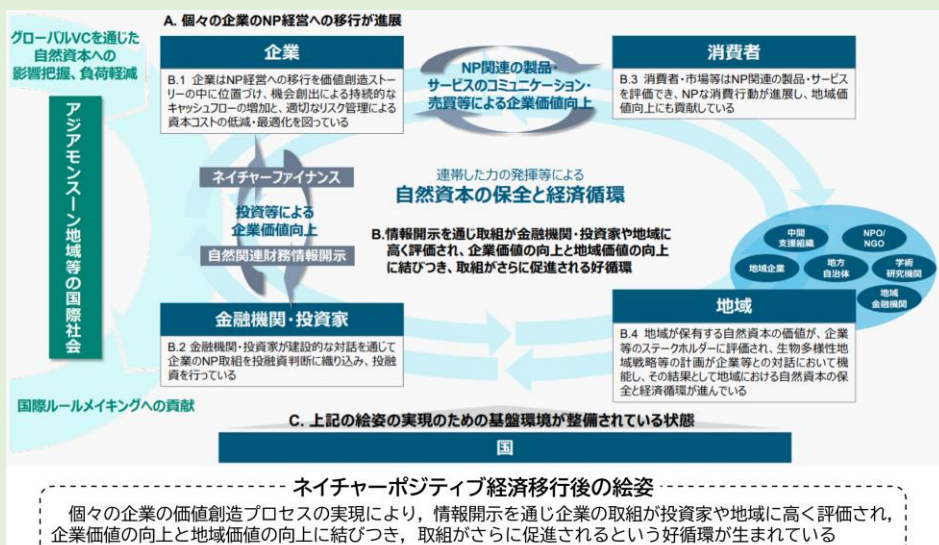 A. 個々の企業のNP経営への移行が進展
グローバルVCを通じた
自然資本への
影響把握、負荷軽減
アジアモンスーン地域等の国際社会
国際ルールメイキングへの貢献
企業
B.1 企業はNP経営への移行を価値創造ストー
リーの中に位置づけ、機会創出による持続的な
キャッシュフローの増加と、適切なリスク管理による
資本コストの低減・最適化を図っている
NP関連の製品・
サービスのコミュニケーション・
売買等による企業価値向上
消費者
B.3 消費者・市場等はNP関連の製品・サービス
を評価でき、NPな消費行動が進展し、地域価
値向上にも貢献している
ネイチャーファイナンス
投資等による
企業価値向上
自然関連財務情報開示
連帯した力の発揮等による
自然資本の保全と経済循環
B.情報開示を通じ取組が金融機関・投資家や地域に
高く評価され、企業価値の向上と地域価値の向上
に結びつき、取組がさらに促進される好循環
中間
支援組織
NPO/
NGO
地域企業
地方
自治体
学術
研究機関
地域
金融機関
金融機関・投資家
B.2 金融機関・投資家が建設的な対話を通じて
企業のNP取組を投融資判断に織り込み、投融
資を行っている
地域
B.4 地域が保有する自然資本の価値が、企業
等のステークホルダーに評価され、生物多様性地
域戦略等の計画が企業等との対話において機
能し、その結果として地域における自然資本の保
全と経済循環が進んでいる
C. 上記の絵姿の実現のための基盤環境が整備されている状態
国
ネイチャーポジティブ経済移行後の絵姿
個々の企業の価値創造プロセスの実現により，情報開示を通じ企業の取組が投資家や地域に高く評価され，
企業価値の向上と地域価値の向上に結びつき，取組がさらに促進されるという好循環が生まれている